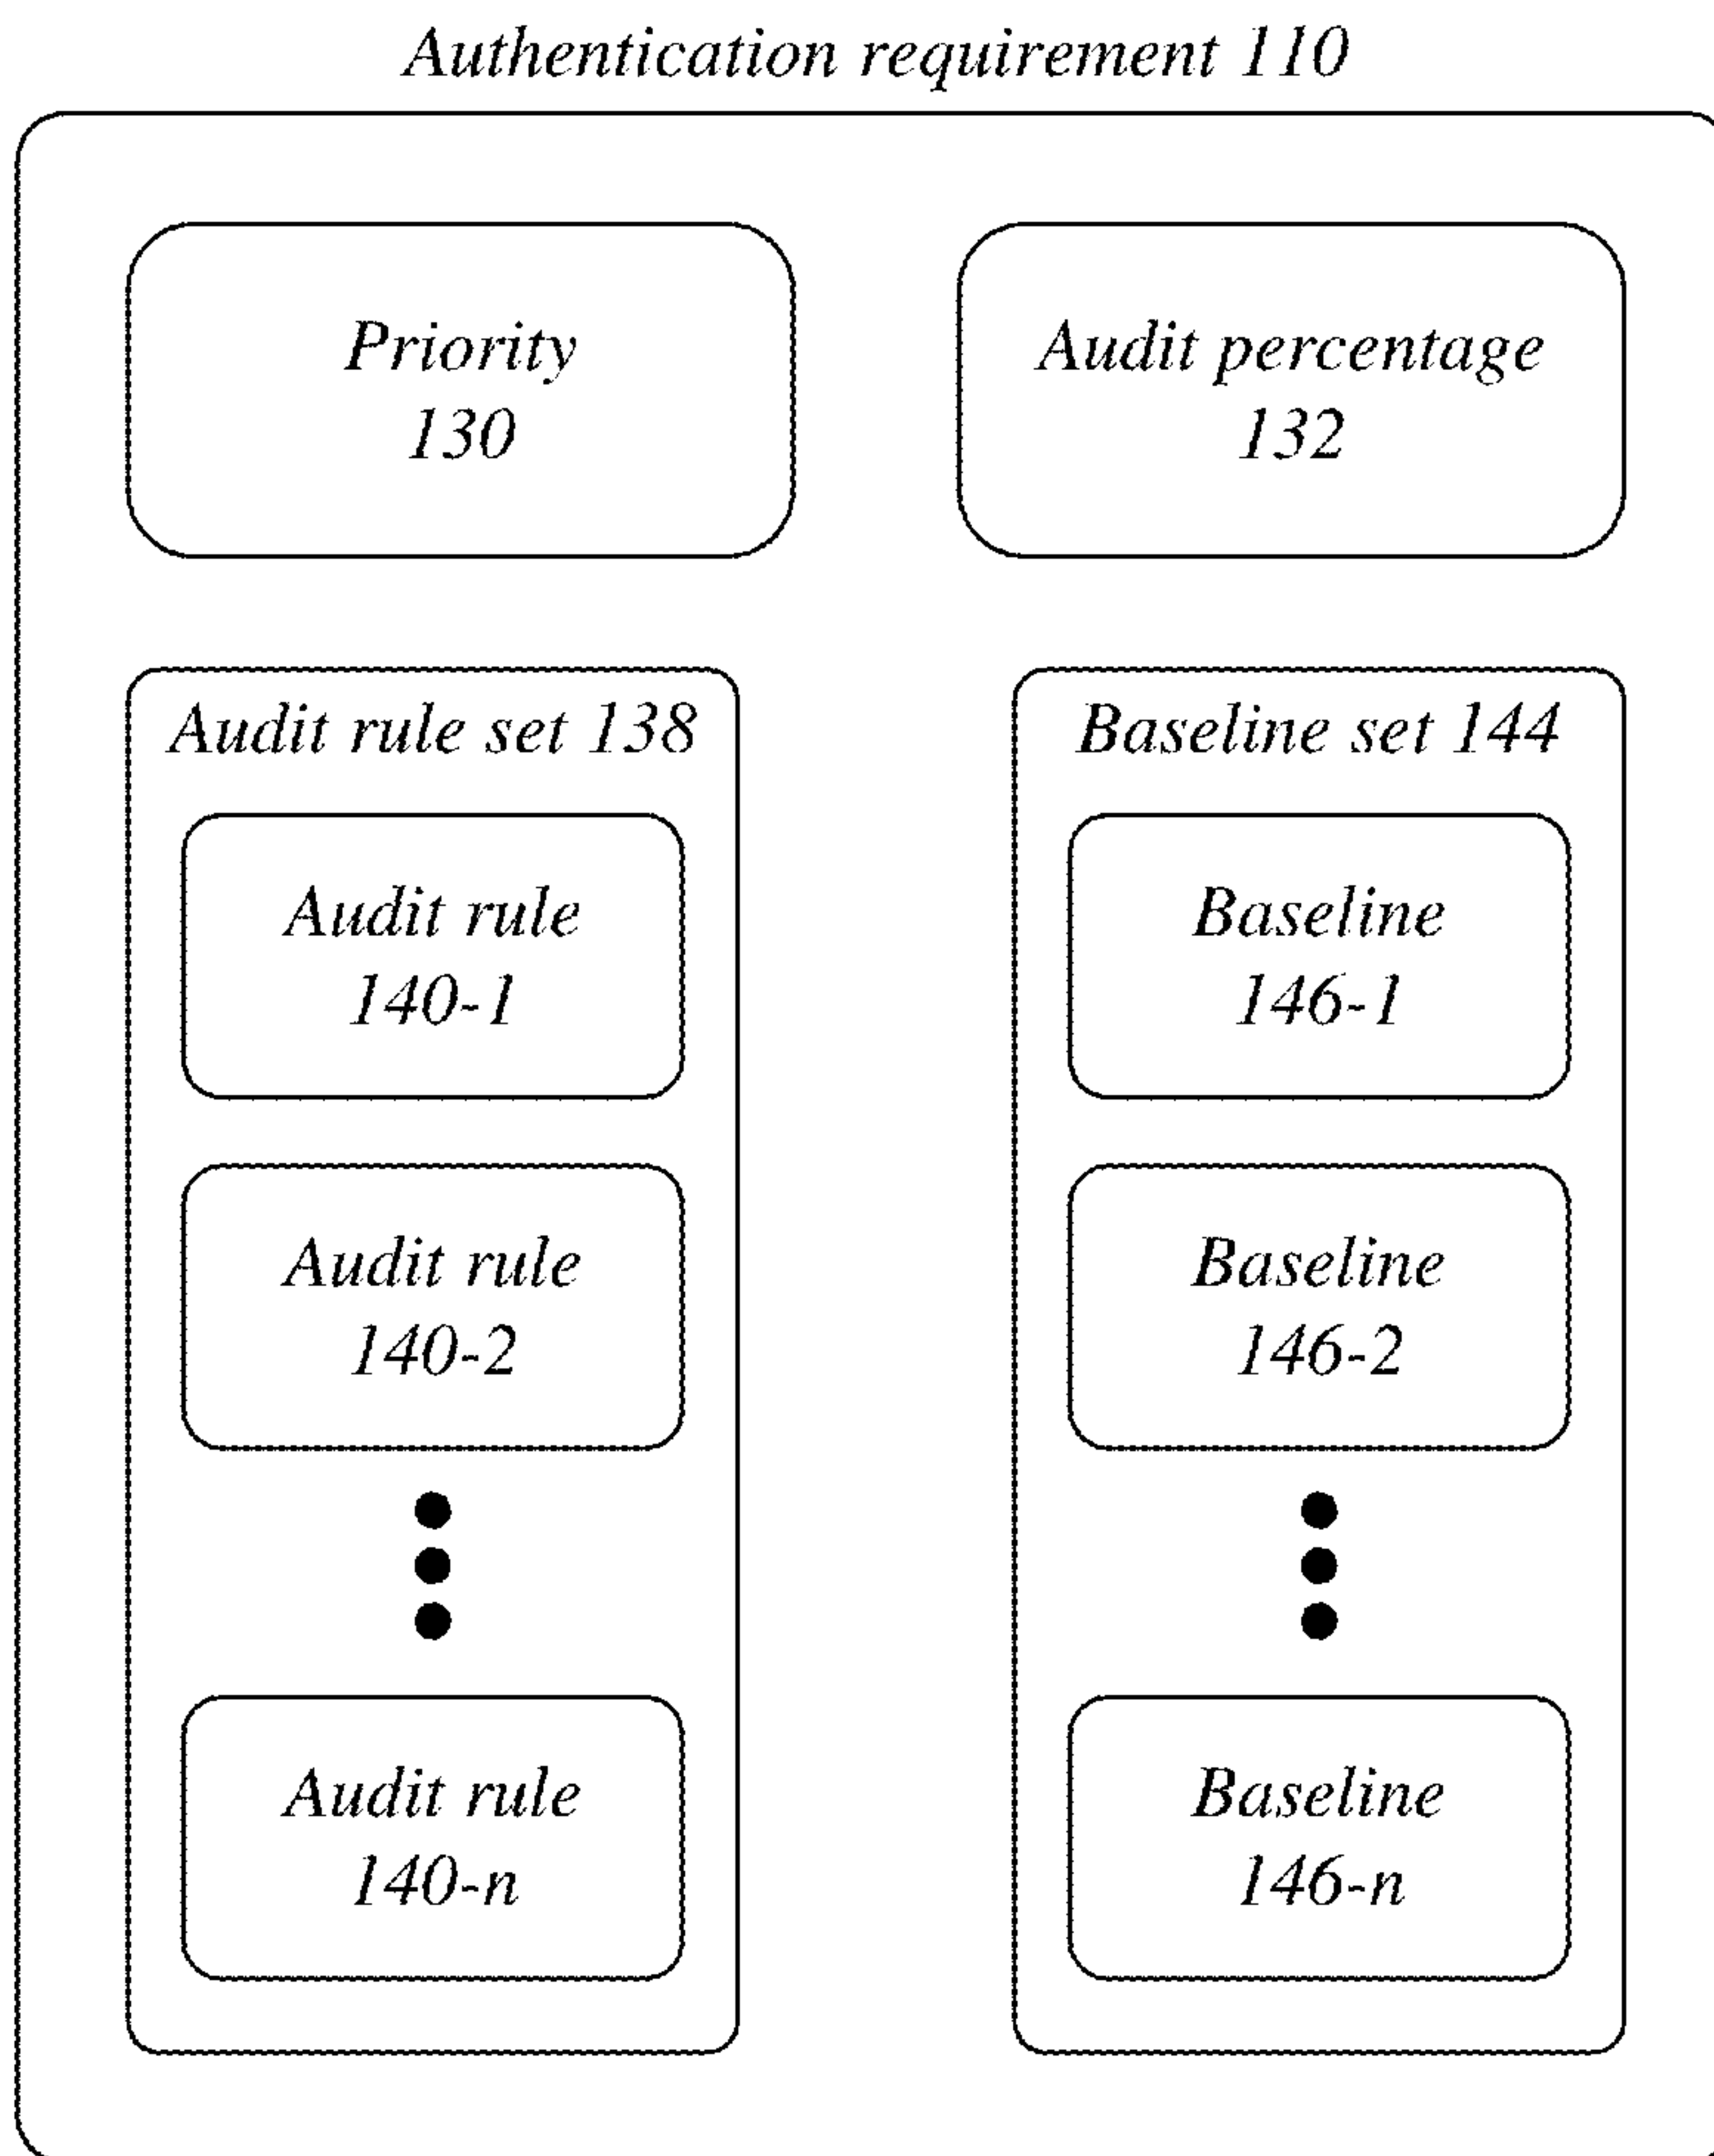 Authentication requirement 110
Priority
130
Audit percentage
132
Audit rule set 138
Audit rule
140-1
Audit rule
140-2
Audit rule
140-n
Baseline set 144
Baseline
146-1
Baseline
146-2
Baseline
146-n